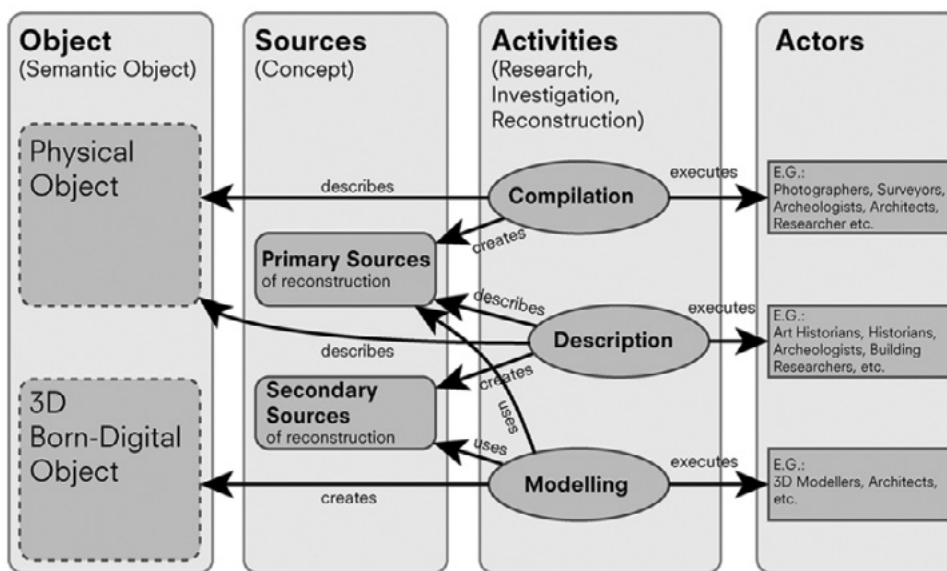 Object
(Semantic Object)
Physical
Object
3D
Born-Digital
Object
Sources
(Concept)
Primary Sources
of reconstruction
Secondary
Sources
of reconstruction
Activities
(Research,
Investigation,
Reconstruction)
Compilation
Description
Modelling
describes
creates
describes
describes
creates
uses
uses
creates
executes
executes
executes
Actors
E.G.:
Photographers, Surveyors,
Archeologists, Architects,
Researcher etc.
E.G.:
Art Historians, Historians,
Archeologists, Building
Researchers, etc.
E.G.:
3D Modellers, Architects,
etc.